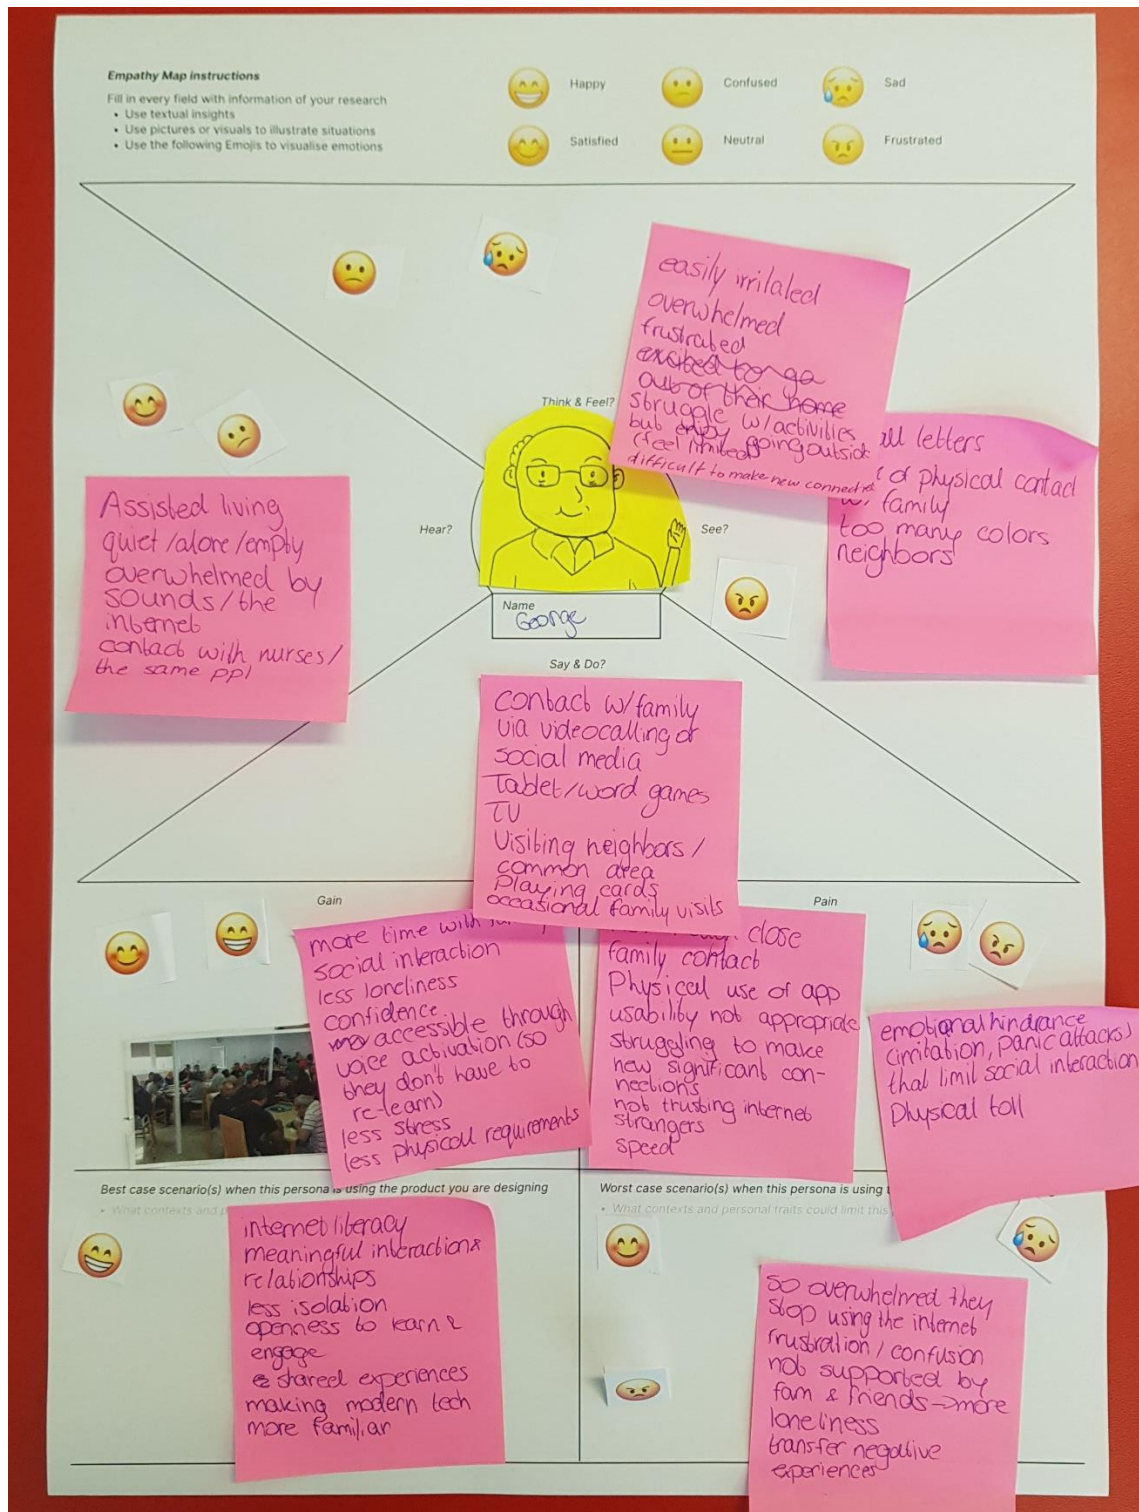 Empathy Map instructions
Fill in every field with information of your research
• Use textual insights
• Use pictures or visuals to illustrate situations
• Use the following Emojis to visualise emotions
Happy
Confused
Sad
Satisfied
Neutral
Frustrated
Think & Feel?
easily irritated
overwhelmed
frustrated
excited to go
out of their home
struggle w/activities
but enjoy going outside
(feel limited)
difficult to make new connected
Hear?
Assisted living
quiet/alone/empty
overwhelmed by
sounds/the
internet
contact with nurses/
the same ppl
See?
all letters
of physical contact
w/ family
too many colors
neighbors
Name
George
Say & Do?
contact w/family
via videocalling or
social media
Tablet/word games
TV
Visiting neighbors/
common area
Playing cards
occasional family visits
Gain
more time with
social interaction
less loneliness
confidence
accessible through
voice activation (so
they don't have to
re-learn)
less stress
less physical requirements
Pain
close
family contact
Physical use of app
usability not appropriate
struggling to make
new significant con-
nections
not trusting internet
strangers
speed
emotional hindrance
(irritation, panic attacks)
that limit social interaction
Physical toll
Best case scenario(s) when this persona is using the product you are designing
• What contexts and
internet literacy
meaningful interactions
relationships
less isolation
openness to learn &
engage
shared experiences
making modern tech
more familiar
Worst case scenario(s) when this persona is using
• What contexts and personal traits could limit this
so overwhelmed they
stop using the internet
frustration / confusion
not supported by
fam & friends→more
loneliness
transfer negative
experiences